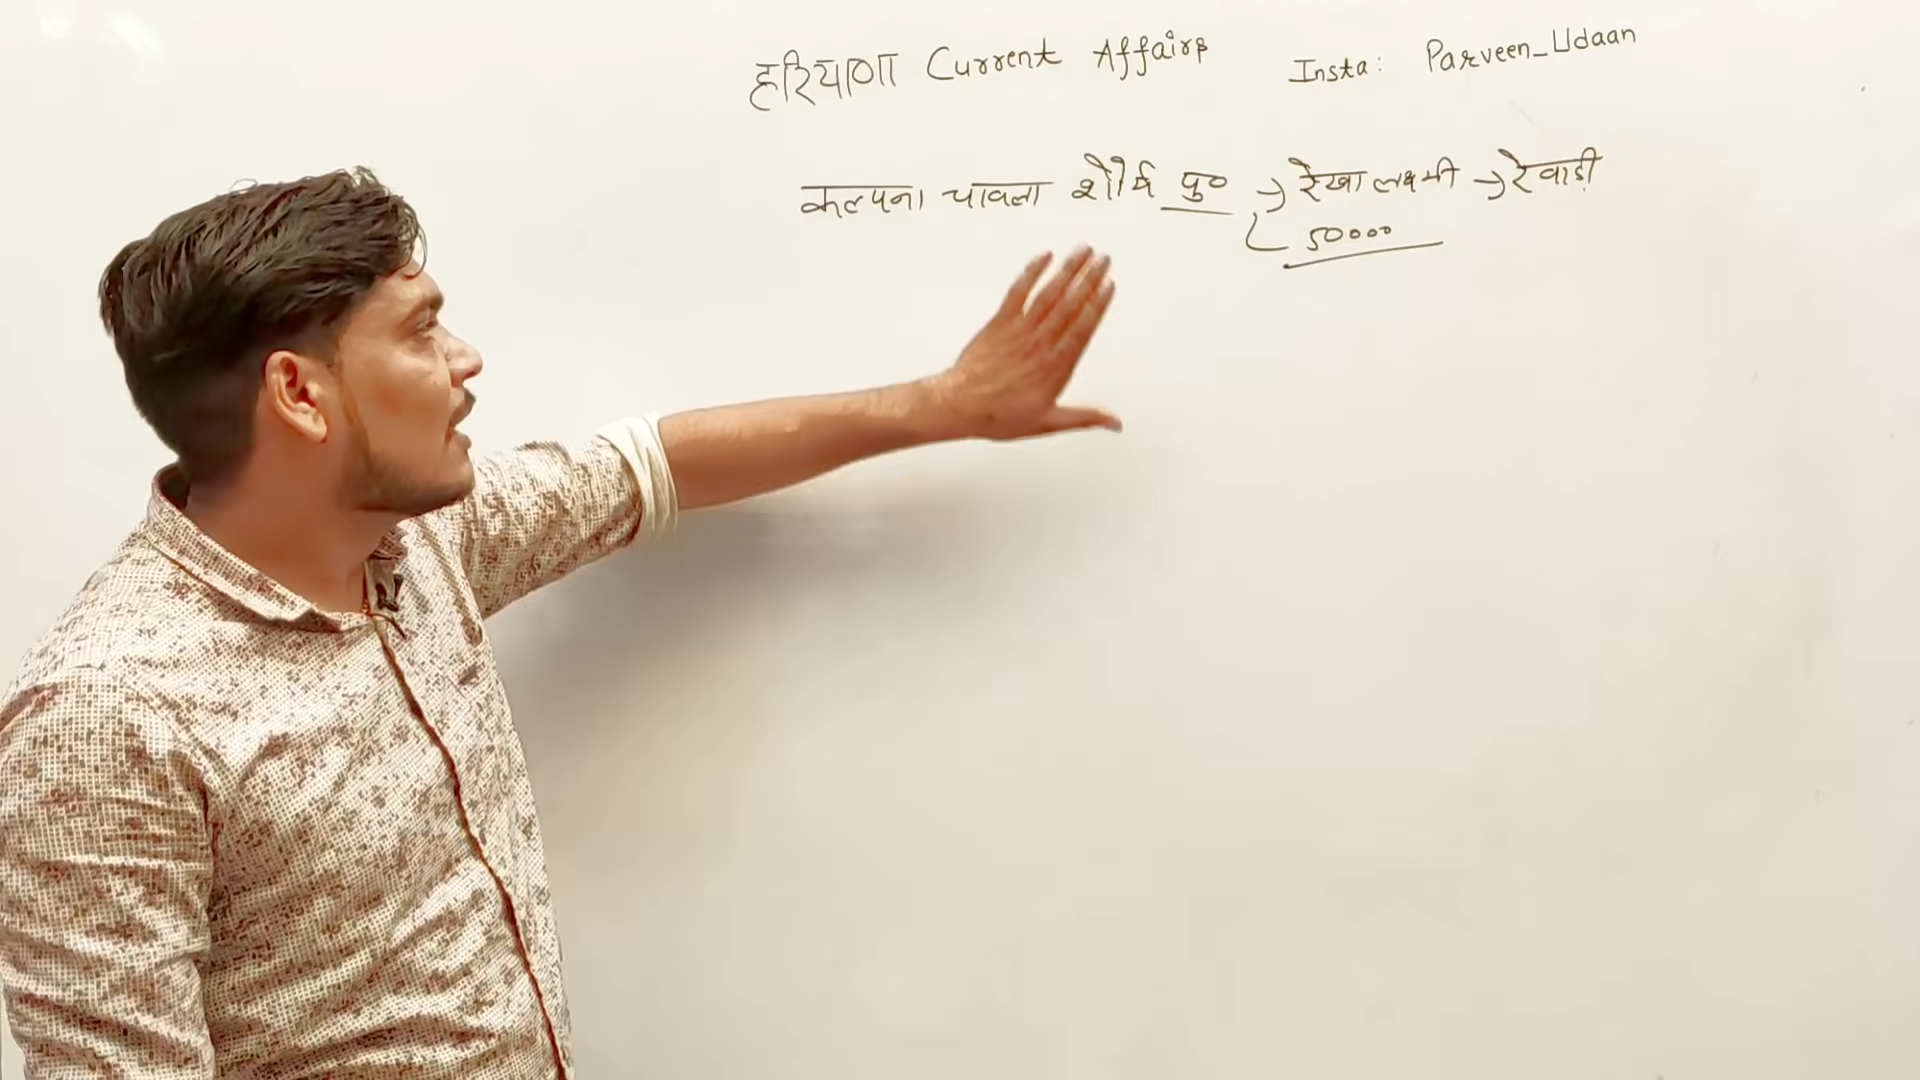 हरियाणा Current Affairs Insta: Parveen_Udaan
कल्पना चावला शौर्य पु० → रेखा लक्ष्मी → रेवाड़ी
50000